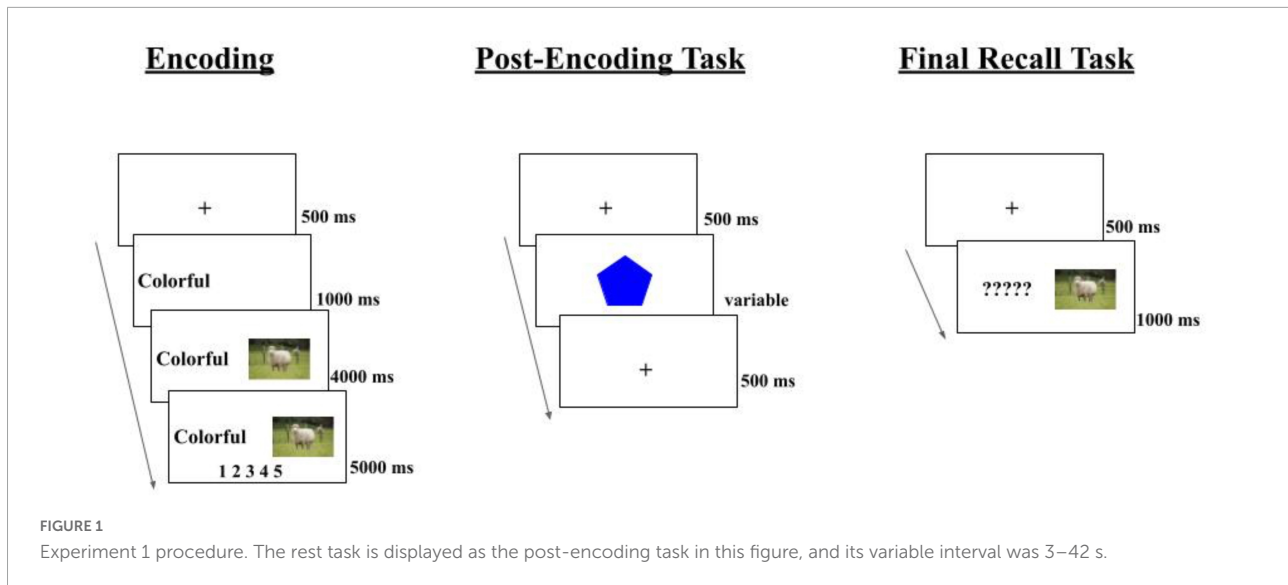 Encoding
+
500 ms
Colorful
1000 ms
Colorful
4000 ms
Colorful
1 2 3 4 5
5000 ms
Post-Encoding Task
+
500 ms
variable
+
500 ms
Final Recall Task
+
500 ms
?????
1000 ms
FIGURE 1
Experiment 1 procedure. The rest task is displayed as the post-encoding task in this figure, and its variable interval was 3–42 s.